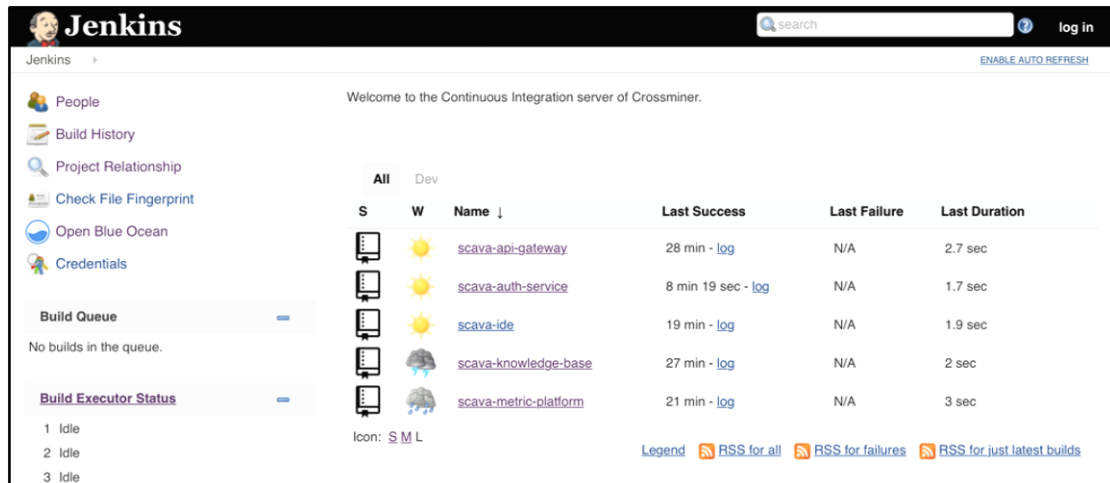 Jenkins
search
log in
Jenkins
ENABLE AUTO REFRESH
People
Build History
Project Relationship
Check File Fingerprint
Open Blue Ocean
Credentials
Build Queue
No builds in the queue.
Build Executor Status
1 Idle
2 Idle
3 Idle
Welcome to the Continuous Integration server of Crossminer.
All Dev
S W Name ↓ Last Success Last Failure Last Duration
scava-api-gateway 28 min - log N/A 2.7 sec
scava-auth-service 8 min 19 sec - log N/A 1.7 sec
scava-ide 19 min - log N/A 1.9 sec
scava-knowledge-base 27 min - log N/A 2 sec
scava-metric-platform 21 min - log N/A 3 sec
Icon: S M L
Legend RSS for all RSS for failures RSS for just latest builds